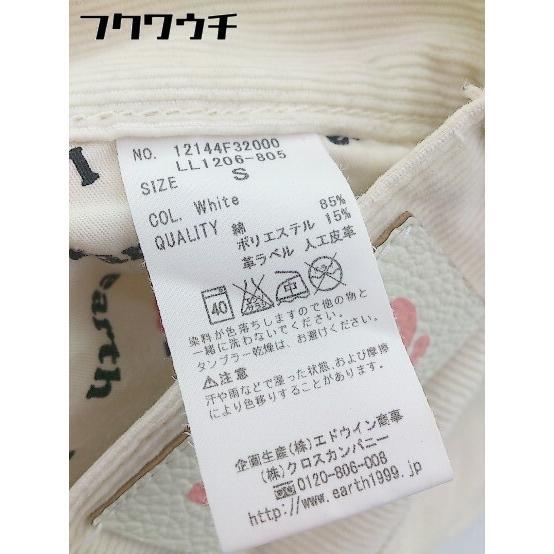 フクワウチ
NO. 12144F32000
LL1206-805
SIZE S
COL. White
QUALITY 綿 85%
ポリエステル 15%
革ラベル 人工皮革
40 中
染料が色落ちしますので他の物と
一緒に洗わないでください。
タンブラー乾燥は、お避けください。
⚠注意
汗や雨などで湿った状態、および摩擦
により色移りすることがあります。
企画生産(株)エドウイン商事
(株)クロスカンパニー
0120-806-008
http://www.earth1999.jp
earth